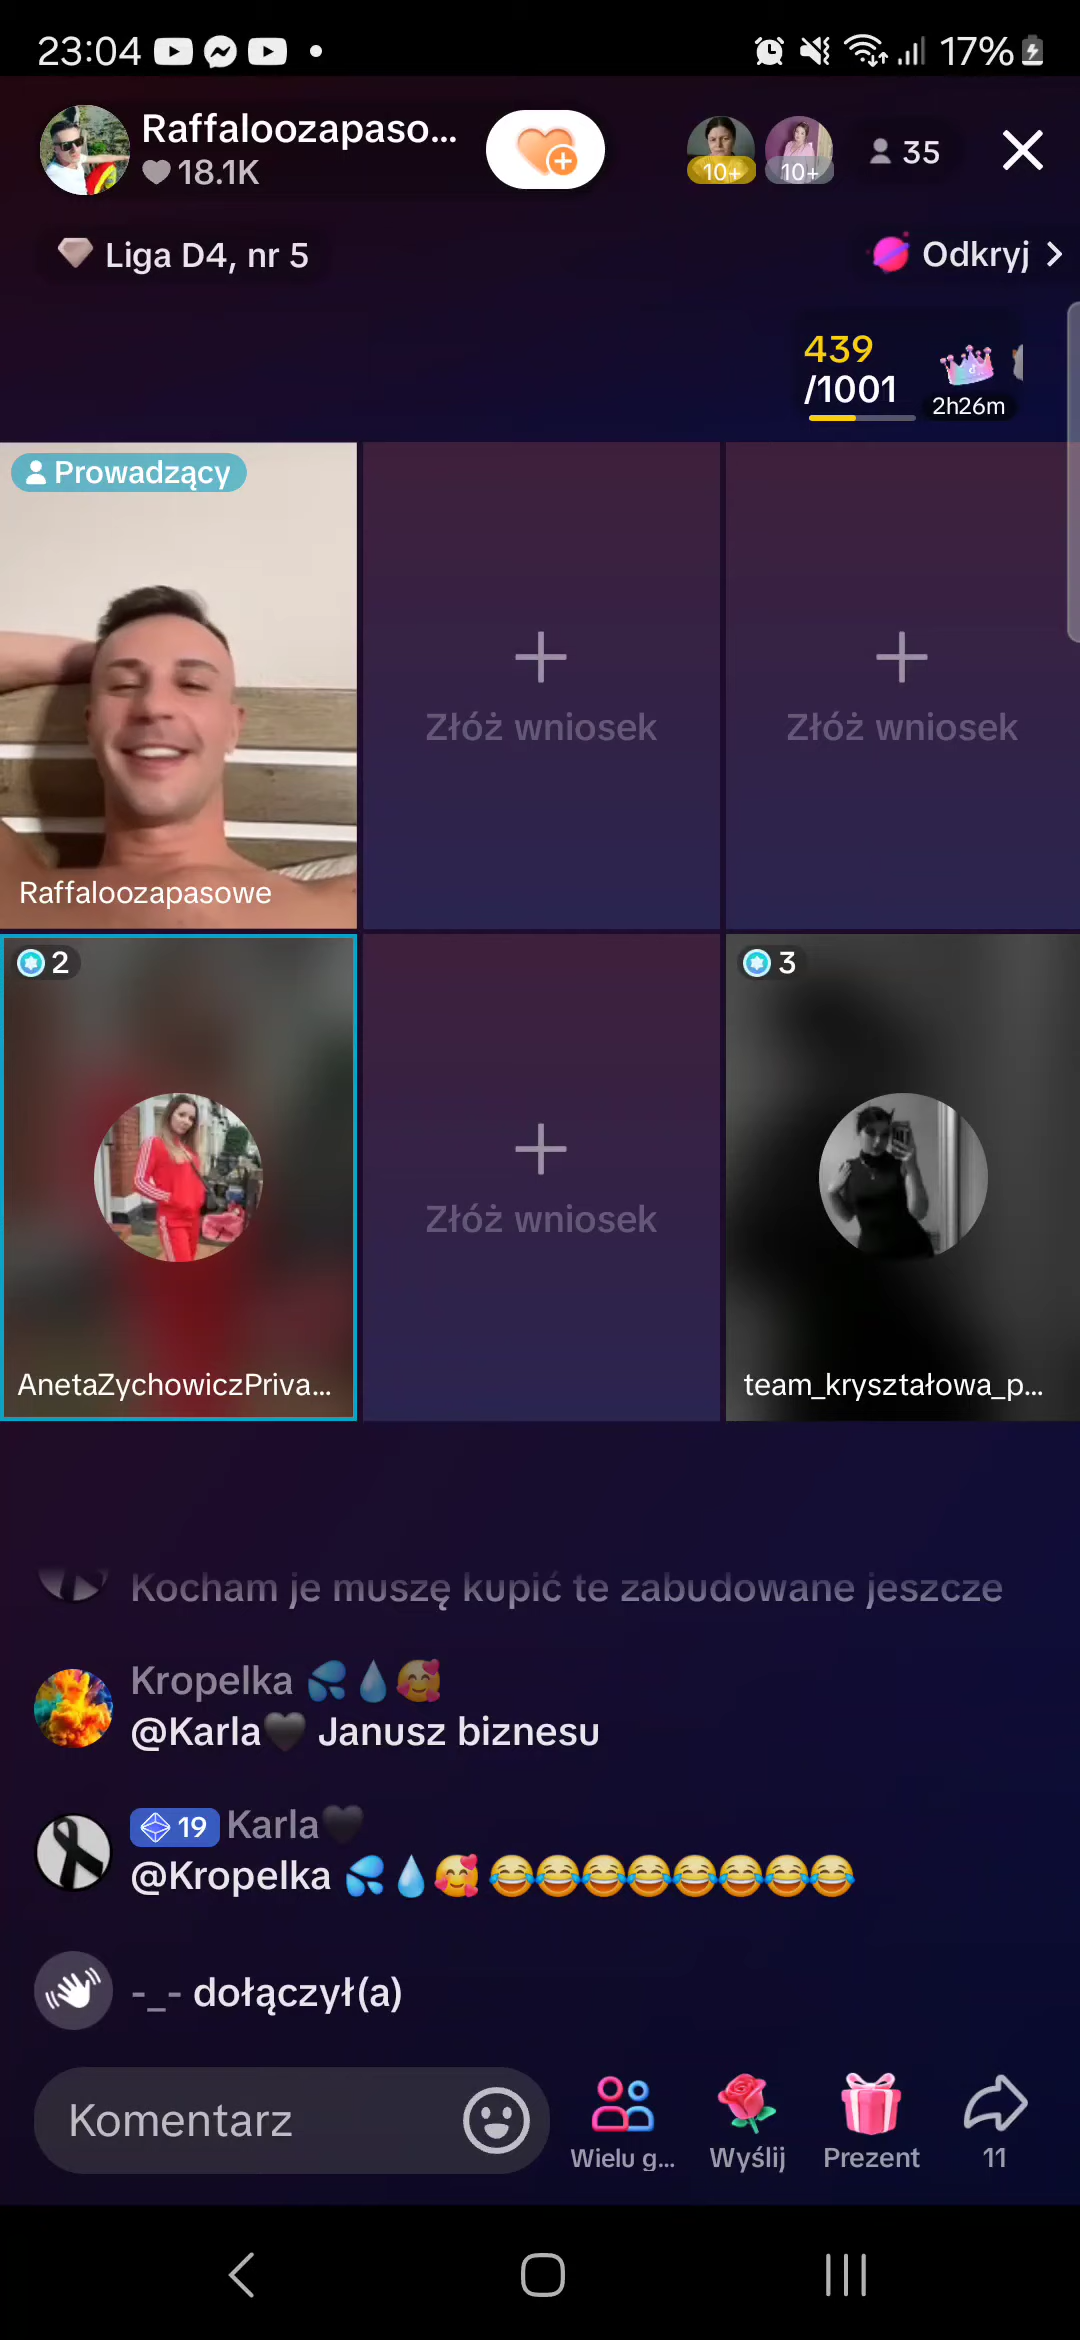 23:04
17%
Raffaloozapaso...
18.1K
10+
10+
35
Liga D4, nr 5
Odkryj
439
/1001
2h26m
Prowadzący
Złóż wniosek
Złóż wniosek
Raffaloozapasowe
2
3
Złóż wniosek
AnetaZychowiczPriva...
team_kryształowa_p...
Kocham je muszę kupić te zabudowane jeszcze
Kropelka 💦💧🥰
@Karla🖤 Janusz biznesu
19 Karla🖤
@Kropelka 💦💧🥰😂😂😂😂😂😂😂😂
-_- dołączył(a)
Komentarz
Wielu g...
Wyślij
Prezent
11